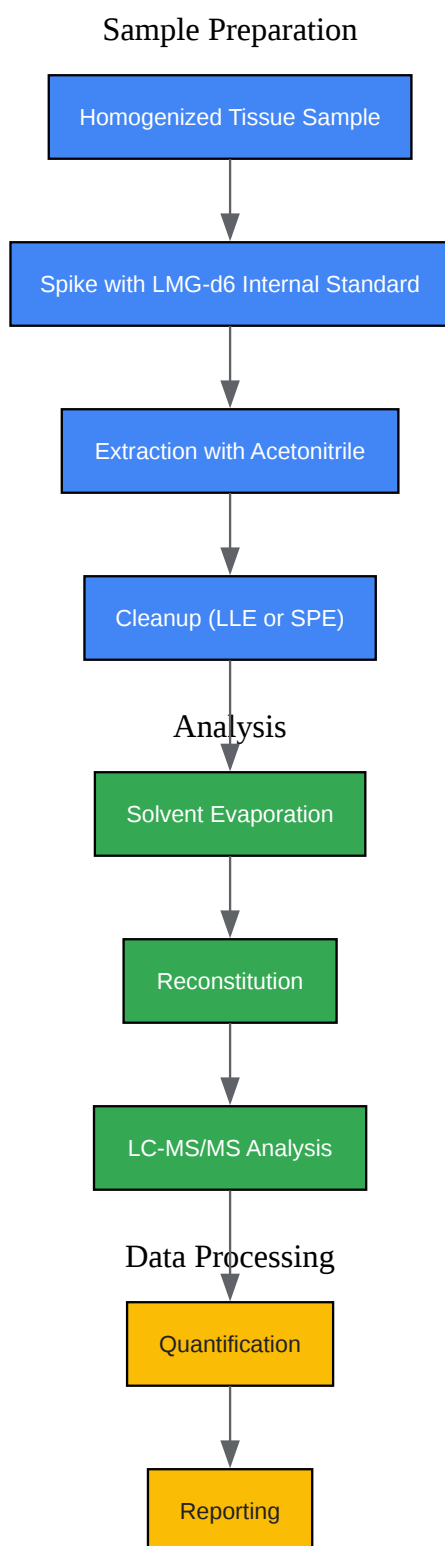 Sample Preparation
Homogenized Tissue Sample
Spike with LMG-d6 Internal Standard
Extraction with Acetonitrile
Cleanup (LLE or SPE)
Analysis
Solvent Evaporation
Reconstitution
LC-MS/MS Analysis
Data Processing
Quantification
Reporting